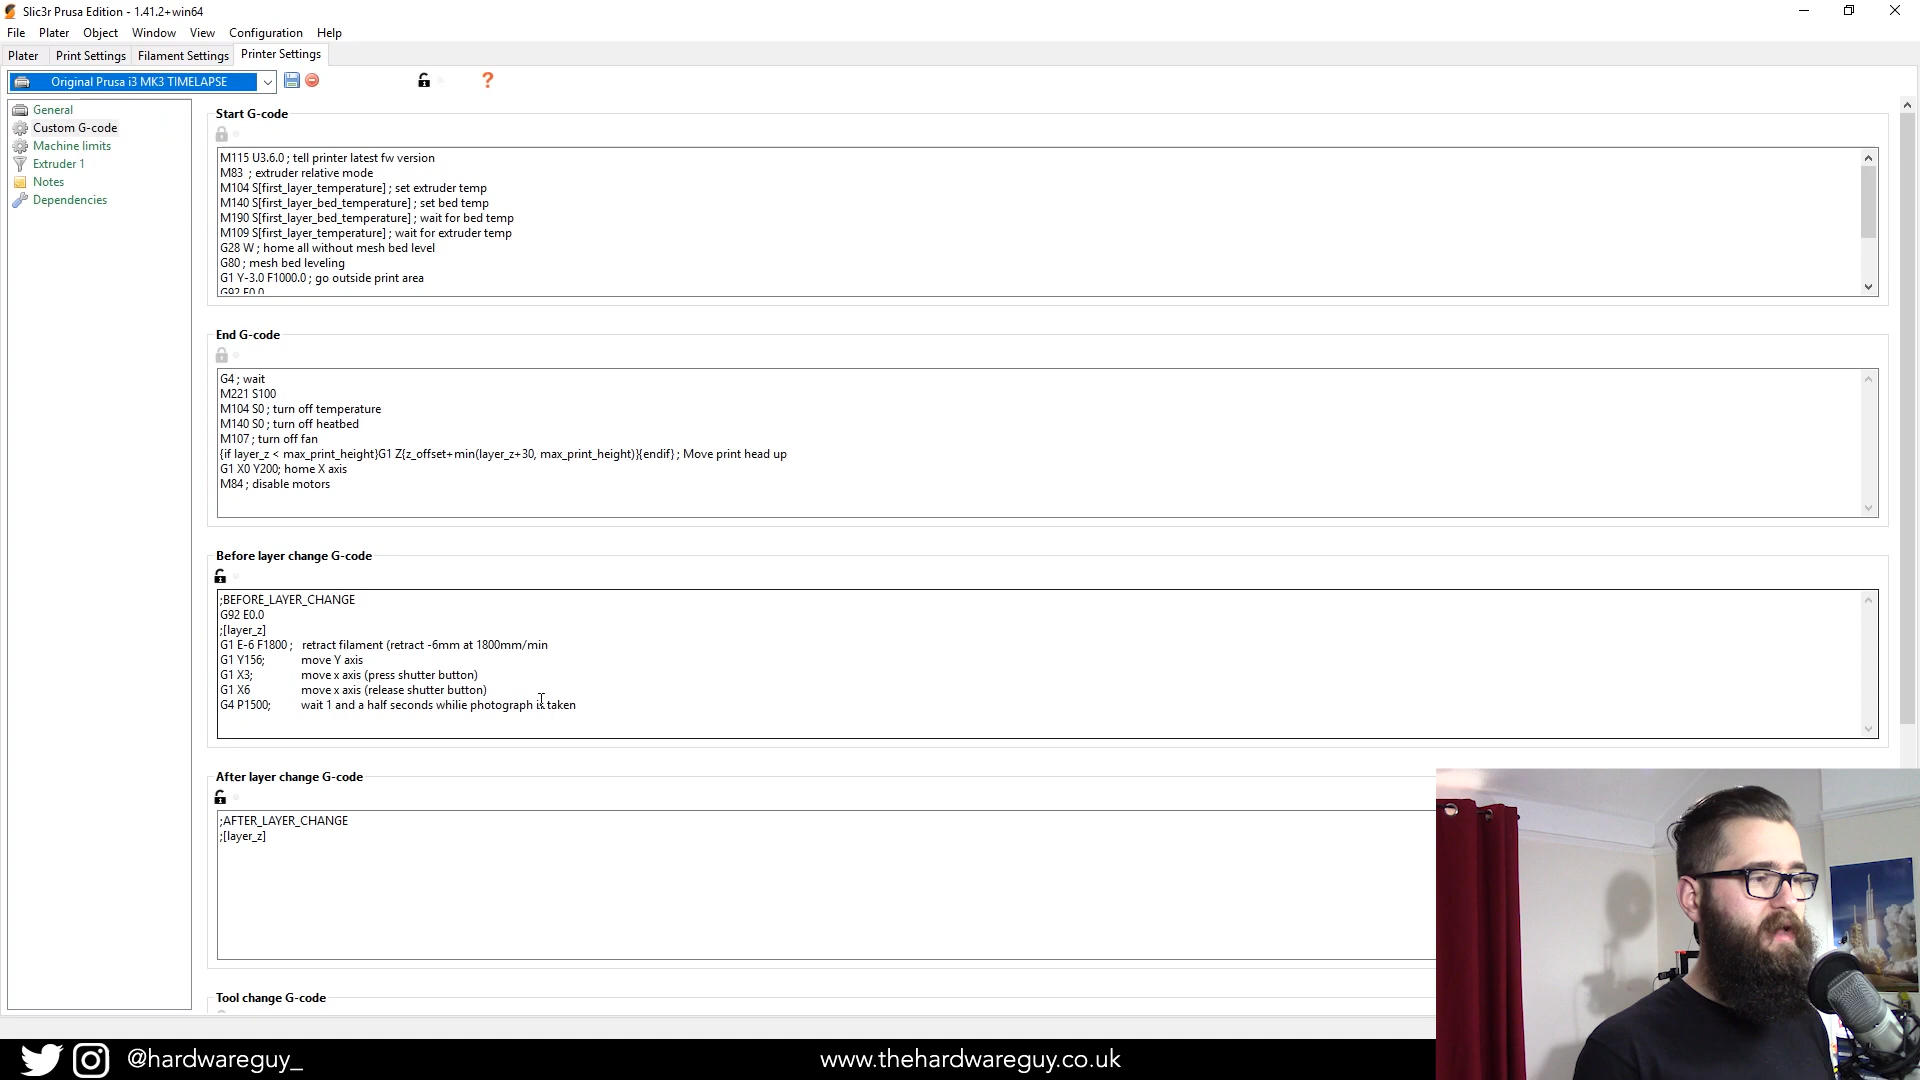 Slic3r Prusa Edition - 1.41.2+win64
File Plater Object Window View Configuration Help
Plater Print Settings Filament Settings Printer Settings
Original Prusa i3 MK3 TIMELAPSE
?
General
Custom G-code
Machine limits
Extruder 1
Notes
Dependencies
Start G-code
M115 U3.6.0 ; tell printer latest fw version
M83 ; extruder relative mode
M104 S[first_layer_temperature] ; set extruder temp
M140 S[first_layer_bed_temperature] ; set bed temp
M190 S[first_layer_bed_temperature] ; wait for bed temp
M109 S[first_layer_temperature] ; wait for extruder temp
G28 W ; home all without mesh bed level
G80 ; mesh bed leveling
G1 Y-3.0 F1000.0 ; go outside print area
G92 E0.0
End G-code
G4 ; wait
M221 S100
M104 S0 ; turn off temperature
M140 S0 ; turn off heatbed
M107 ; turn off fan
{if layer_z < max_print_height}G1 Z{z_offset+min(layer_z+30, max_print_height)}{endif} ; Move print head up
G1 X0 Y200; home X axis
M84 ; disable motors
Before layer change G-code
;BEFORE_LAYER_CHANGE
G92 E0.0
;[layer_z]
G1 E-6 F1800 ; retract filament (retract -6mm at 1800mm/min
G1 Y156; move Y axis
G1 X3; move x axis (press shutter button)
G1 X6 move x axis (release shutter button)
G4 P1500; wait 1 and a half seconds whilie photograph is taken
After layer change G-code
;AFTER_LAYER_CHANGE
;[layer_z]
Tool change G-code
@hardwareguy_
www.thehardwareguy.co.uk